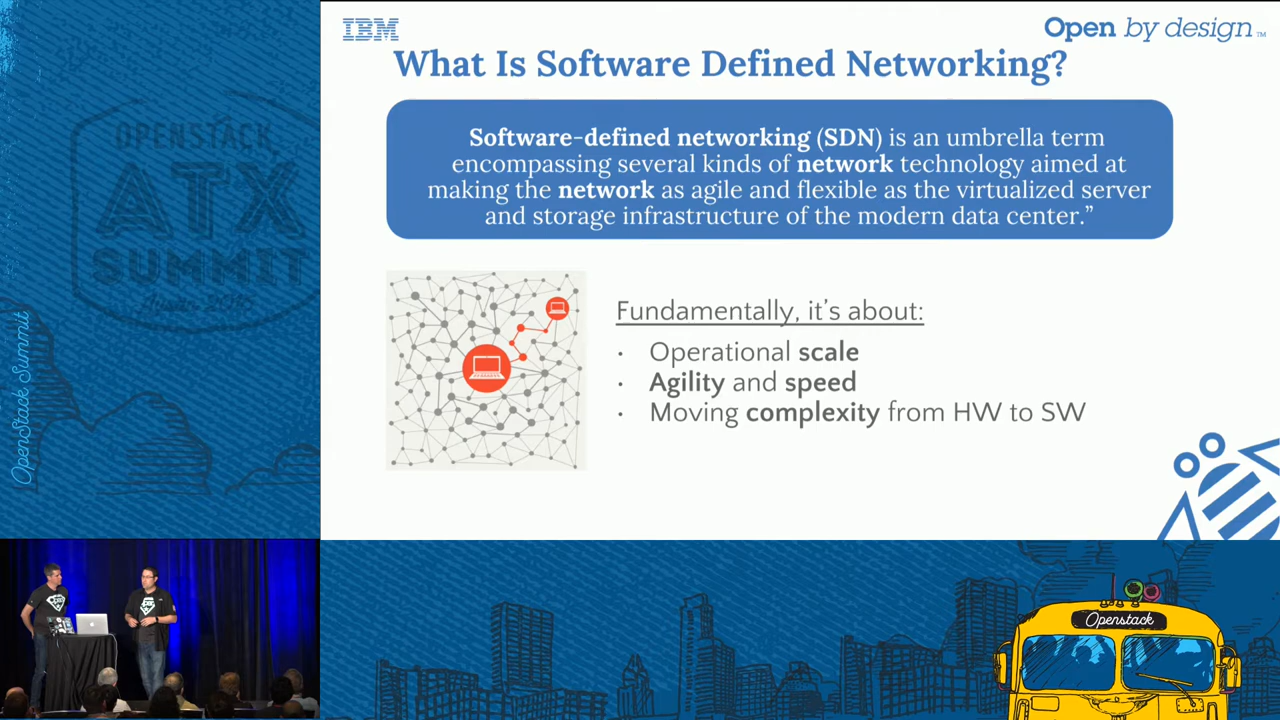 IBM
Open by design™
What Is Software Defined Networking?
Software-defined networking (SDN) is an umbrella term
encompassing several kinds of network technology aimed at
making the network as agile and flexible as the virtualized server
and storage infrastructure of the modern data center.”
Fundamentally, it’s about:
· Operational scale
· Agility and speed
· Moving complexity from HW to SW
OPENSTACK
ATX
SUMMIT
Austin 2016
OpenStack Summit
Openstack